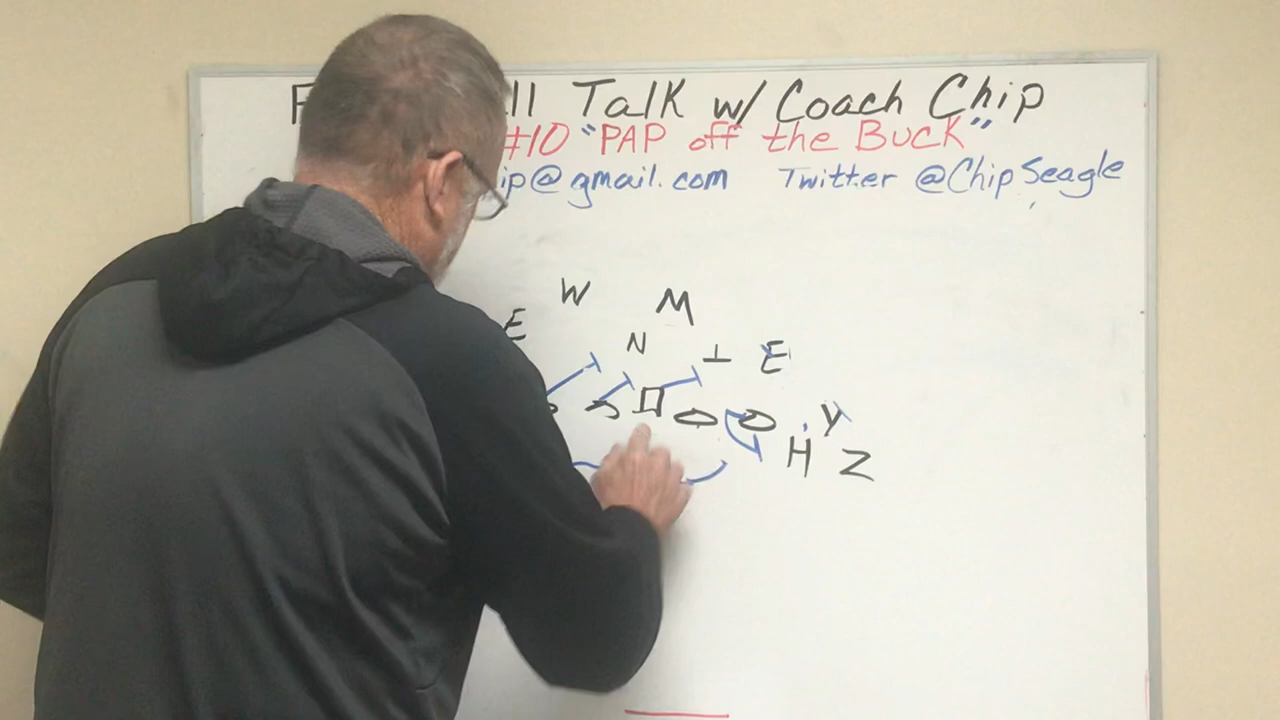 ll Talk w/ Coach Chip
#10 "PAP off the Buck"
ip@gmail.com Twitter @ChipSeagle
W M
E N T E
Y
H Z